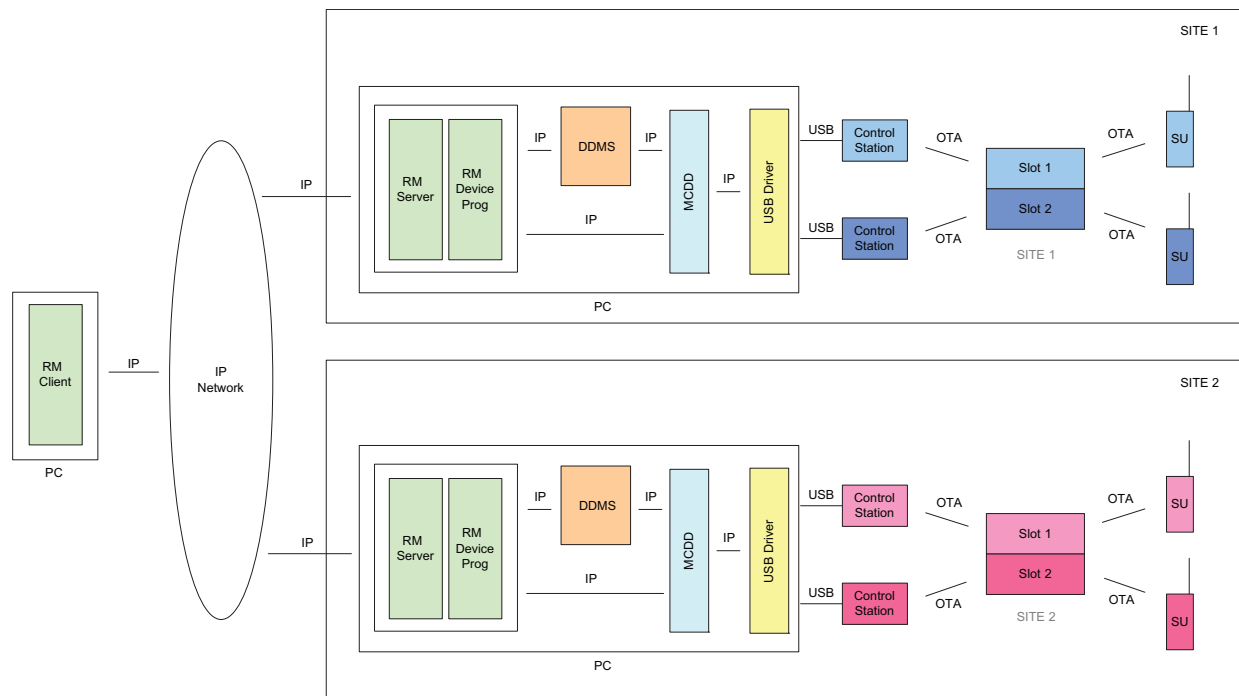 SITE 1
IP
RM
Server
RM
Device
Prog
IP
DDMS
IP
IP
MCDD
IP
USB Driver
PC
USB
Control
Station
USB
Control
Station
OTA
OTA
Slot 1
Slot 2
SITE 1
OTA
OTA
SU
SU
RM
Client
PC
IP
IP
Network
SITE 2
IP
RM
Server
RM
Device
Prog
IP
DDMS
IP
IP
MCDD
IP
USB Driver
PC
USB
Control
Station
USB
Control
Station
OTA
OTA
Slot 1
Slot 2
SITE 2
OTA
OTA
SU
SU